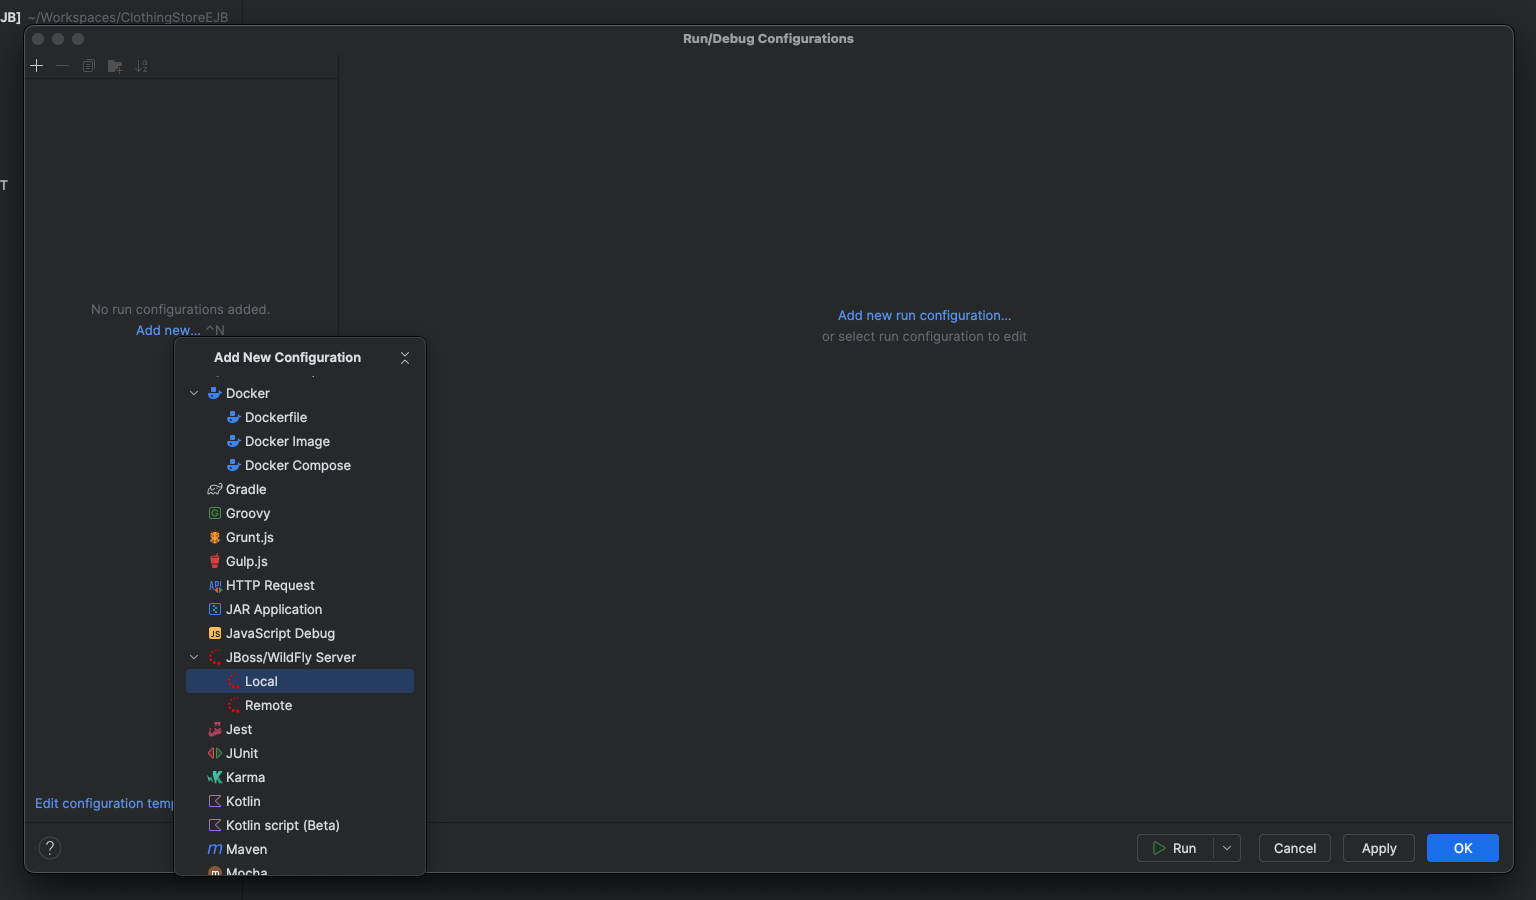 JB] ~/Workspaces/ClothingStoreEJB
Run/Debug Configurations
T
No run configurations added.
Add new... ^N
Add new run configuration...
or select run configuration to edit
Add New Configuration
Docker
Dockerfile
Docker Image
Docker Compose
Gradle
G Groovy
Grunt.js
Gulp.js
API HTTP Request
JAR Application
JS JavaScript Debug
JBoss/WildFly Server
Local
Remote
Jest
JUnit
Karma
Kotlin
Kotlin script (Beta)
m Maven
m Mocha
Edit configuration temp
?
Run
Cancel
Apply
OK